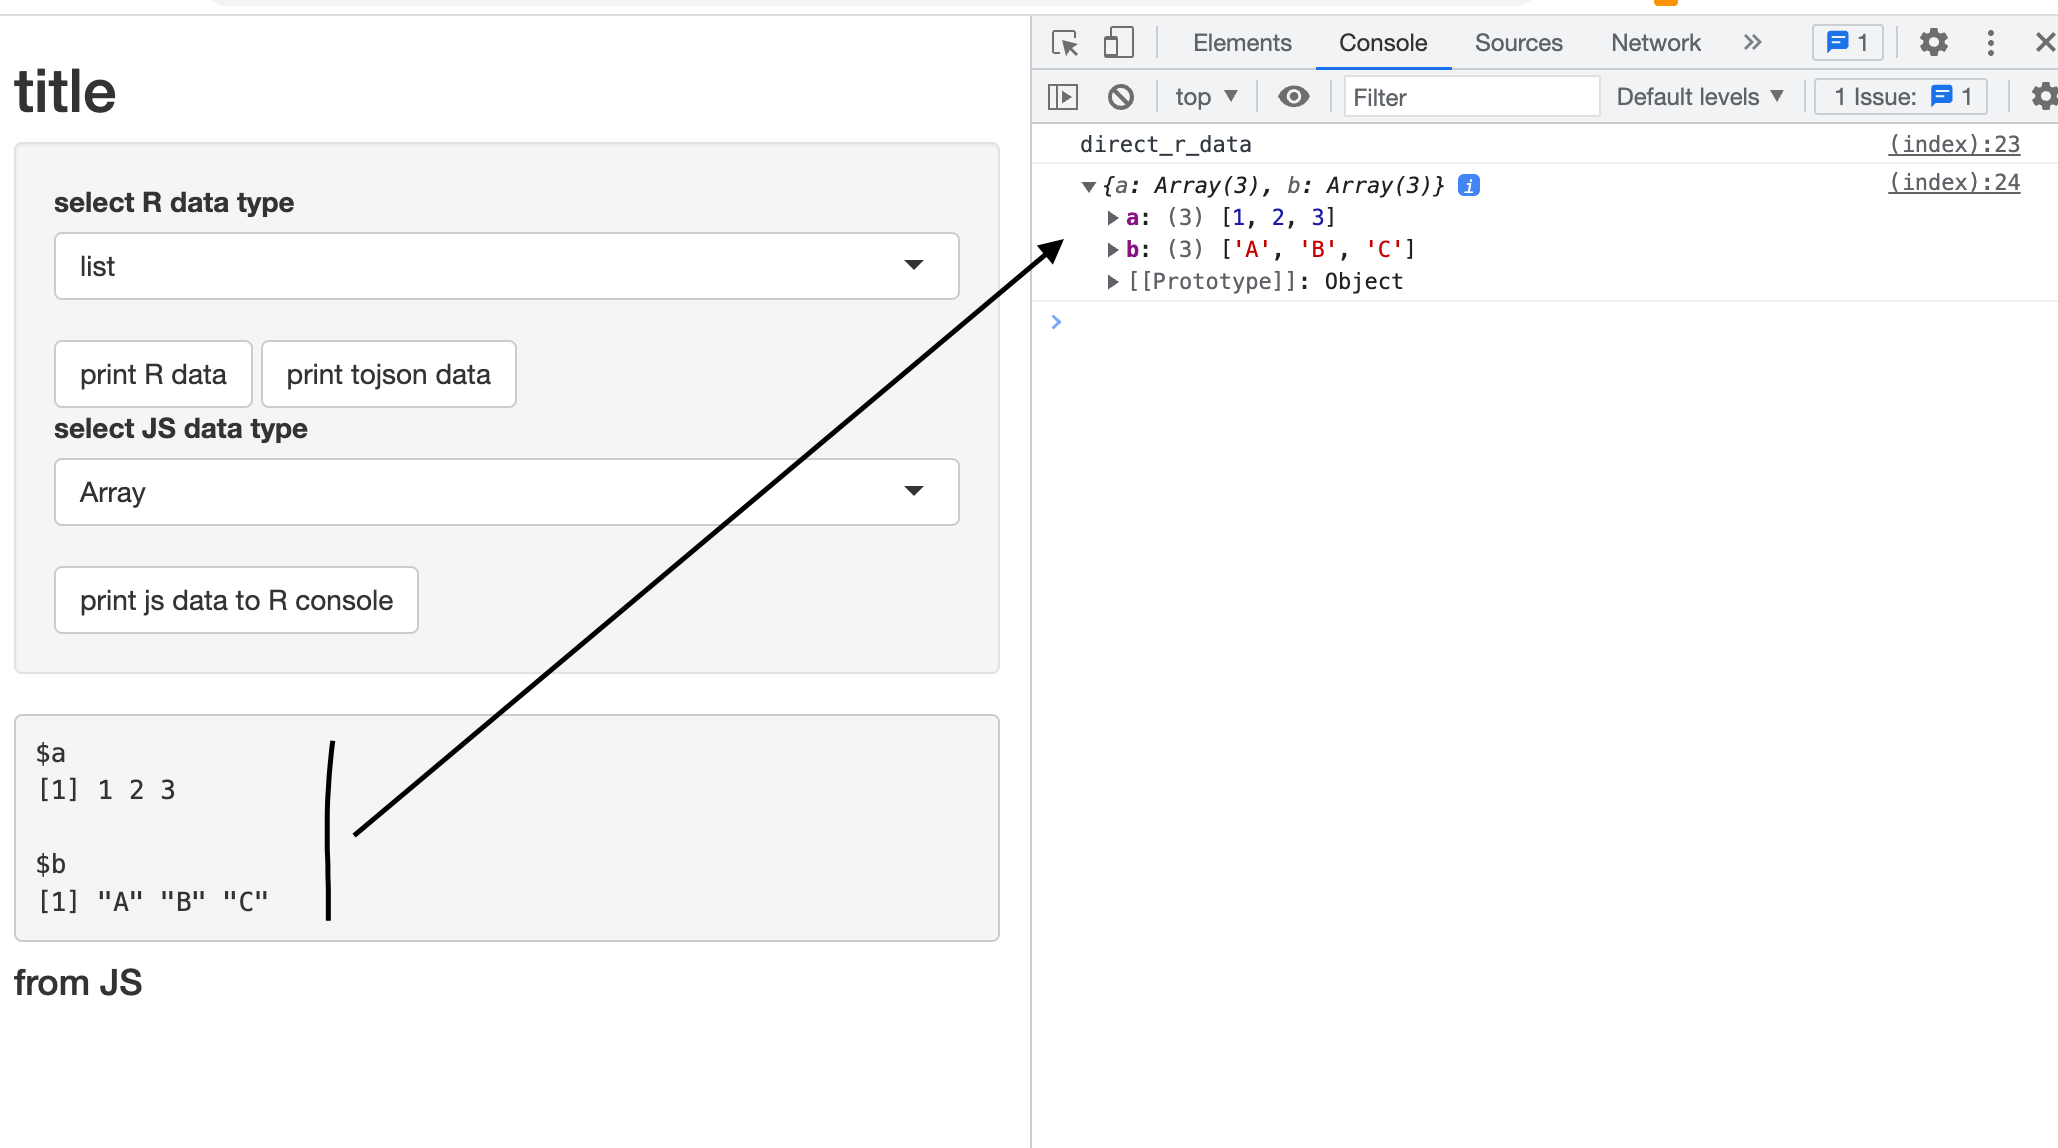 title
select R data type
list
print R data print tojson data
select JS data type
Array
print js data to R console
$a
[1] 1 2 3
$b
[1] "A" "B" "C"
from JS
Elements Console Sources Network 1
top Filter Default levels 1 Issue: 1
direct_r_data (index):23
{a: Array(3), b: Array(3)} i (index):24
a: (3) [1, 2, 3]
b: (3) ['A', 'B', 'C']
[[Prototype]]: Object